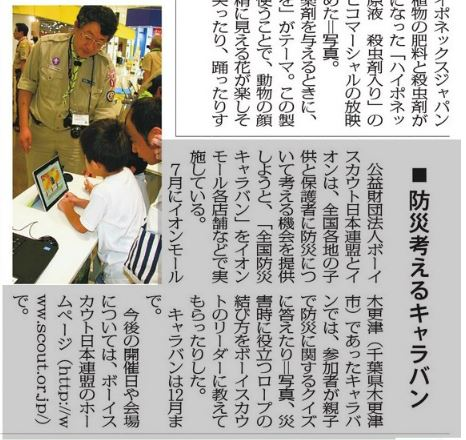 イポネックスジャパン
植物の肥料と殺虫剤が
になった「ハイポネッ
原液　殺虫剤入り」の
ビコマーシャルの放映
めた＝写真。
薬剤を与えるときに、
を」がテーマ。この製
使うことで、動物の顔
精に見える花が楽しそ
笑ったり、踊ったりす
■ 防災考えるキャラバン
公益財団法人ボーイ
スカウト日本連盟とイ
オンは、全国各地の子
供と保護者に防災につ
いて考える機会を提供
しようと、「全国防災
キャラバン」をイオン
モール各店舗などで実
施している。
７月にイオンモール
木更津（千葉県木更津
市）であったキャラバ
ンでは、参加者が親子
で防災に関するクイズ
に答えたり＝写真、災
害時に役立つロープの
結び方をボーイスカウ
トのリーダーに教えて
もらったりした。
キャラバンは12月ま
で。
今後の開催日や会場
については、ボーイス
カウト日本連盟のホー
ムページ（http://w
ww.scout.or.jp/）
で。